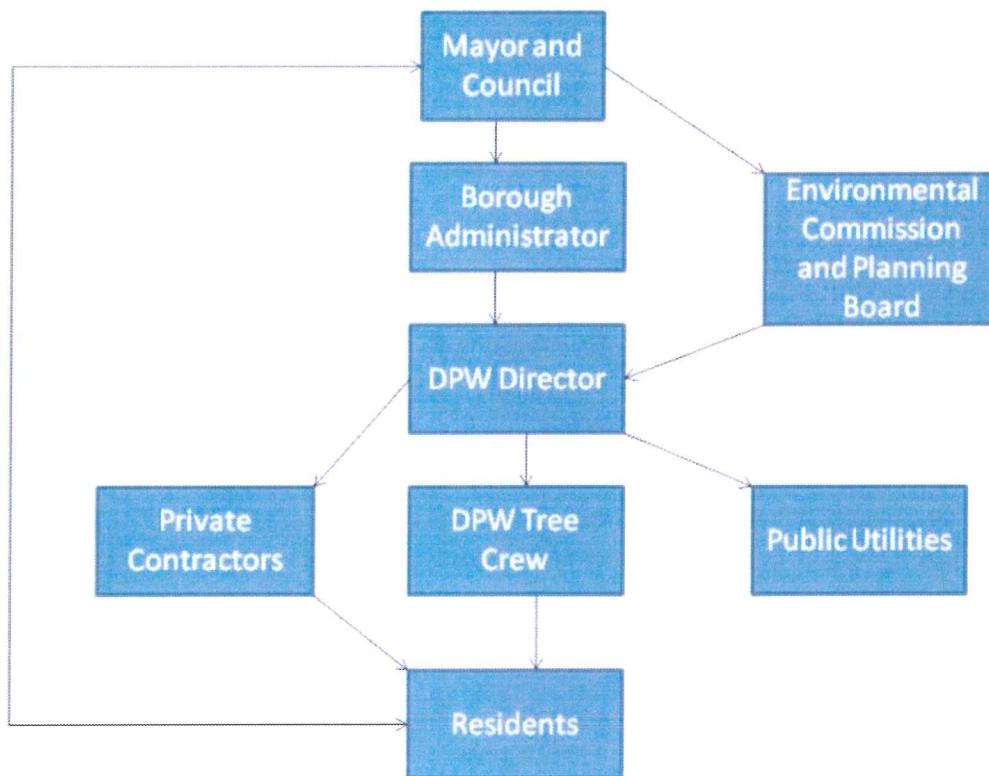 Mayor and
Council
Borough
Administrator
Environmental
Commission
and Planning
Board
DPW Director
Private
Contractors
DPW Tree
Crew
Public Utilities
Residents